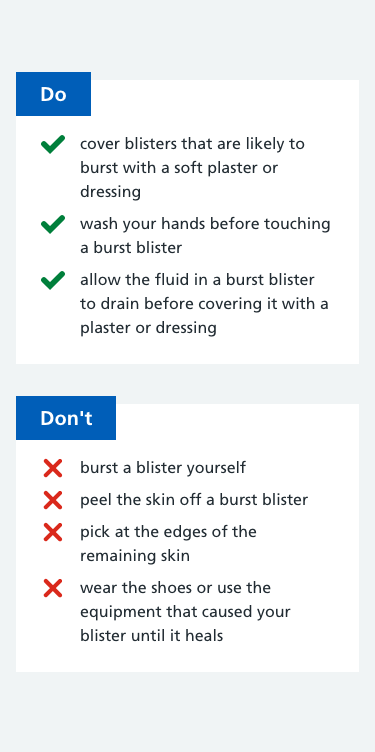 Do
cover blisters that are likely to
burst with a soft plaster or
dressing
wash your hands before touching
a burst blister
allow the fluid in a burst blister
to drain before covering it with a
plaster or dressing
Don't
burst a blister yourself
peel the skin off a burst blister
pick at the edges of the
remaining skin
wear the shoes or use the
equipment that caused your
blister until it heals